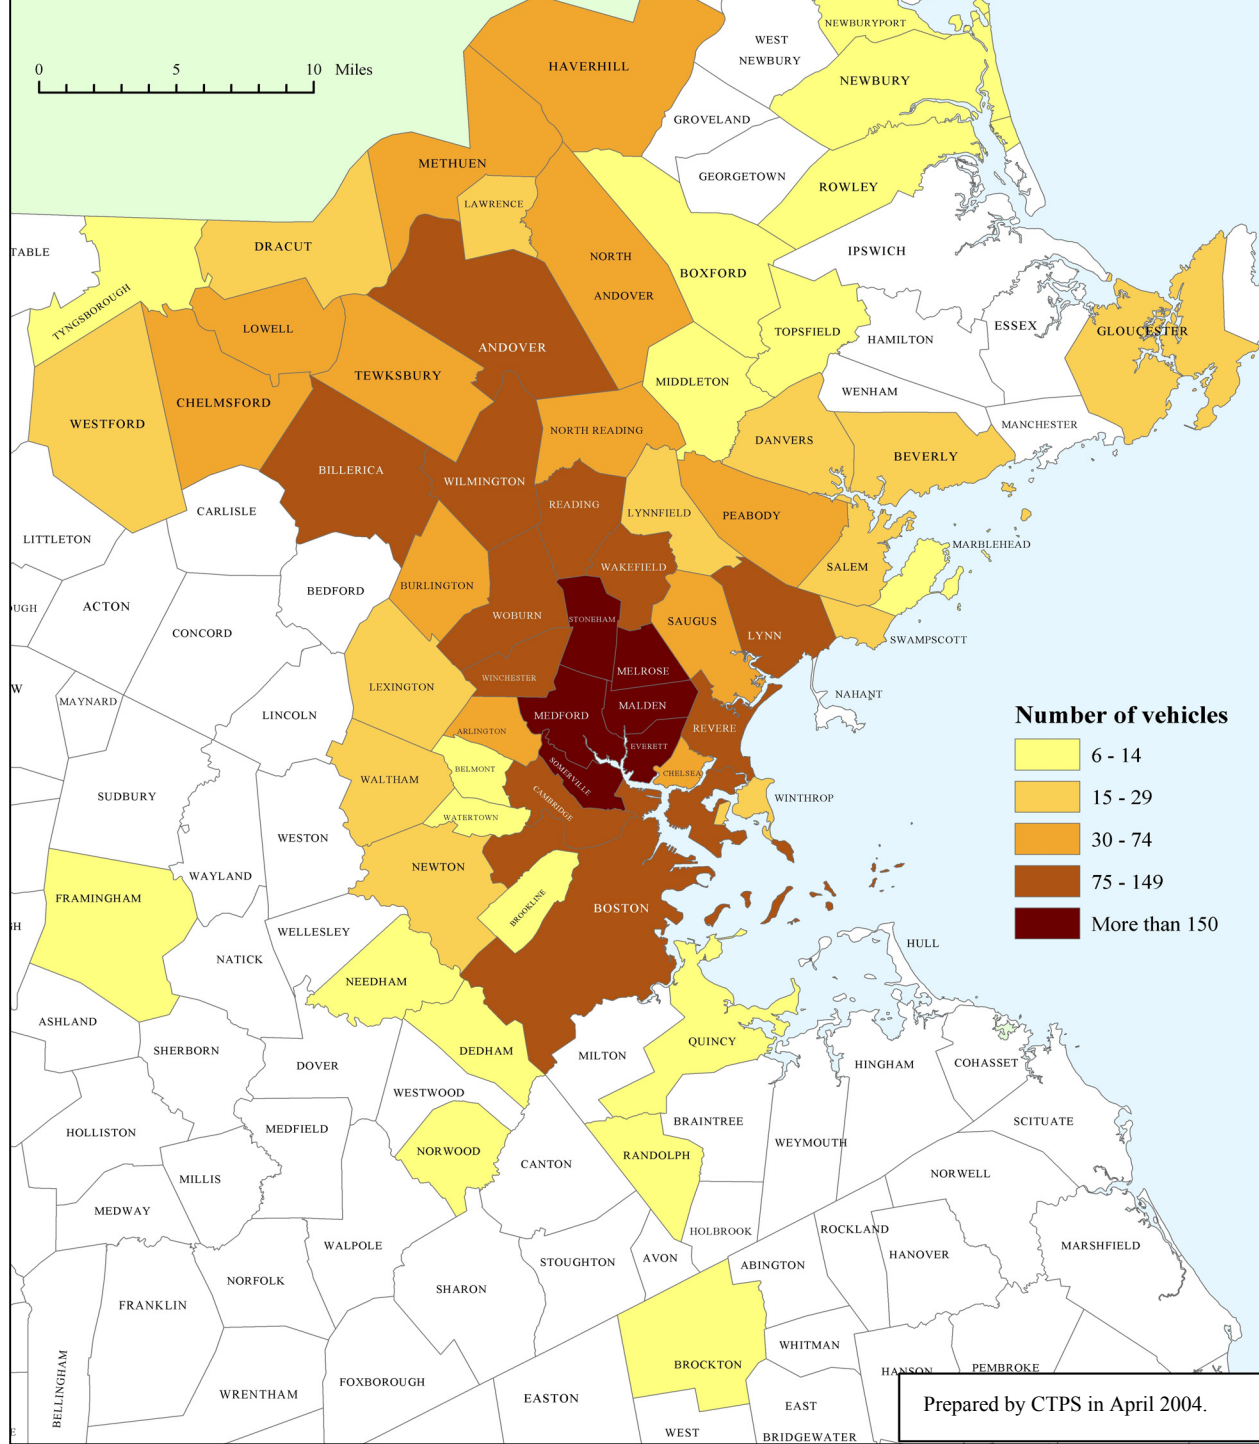 NEWBURYPORT
WEST
NEWBURY
0 5 10 Miles
HAVERHILL
NEWBURY
GROVELAND
METHUEN
GEORGETOWN
ROWLEY
LAWRENCE
TABLE
DRACUT
NORTH
ANDOVER
BOXFORD
IPSWICH
TYNGSBOROUGH
LOWELL
TOPSFIELD
HAMILTON
ESSEX
GLOUCESTER
ANDOVER
TEWKSBURY
MIDDLETON
WENHAM
CHELMSFORD
WESTFORD
NORTH READING
DANVERS
MANCHESTER
BEVERLY
BILLERICA
WILMINGTON
READING
LYNNFIELD
PEABODY
CARLISLE
LITTLETON
MARBLEHEAD
WAKEFIELD
SALEM
BEDFORD
BURLINGTON
UGH
ACTON
CONCORD
WOBURN
STONEHAM
SAUGUS
LYNN
SWAMPSCOTT
MELROSE
WINCHESTER
LEXINGTON
W
MAYNARD
LINCOLN
NAHANT
MEDFORD
MALDEN
REVERE
ARLINGTON
EVERETT
BELMONT
SOMERVILLE
CHELSEA
WALTHAM
CAMBRIDGE
WINTHROP
SUDBURY
WATERTOWN
WESTON
NEWTON
WAYLAND
FRAMINGHAM
BROOKLINE
BOSTON
GH
WELLESLEY
NATICK
NEEDHAM
HULL
Number of vehicles
6 - 14
15 - 29
30 - 74
75 - 149
More than 150
ASHLAND
SHERBORN
DOVER
DEDHAM
MILTON
QUINCY
HINGHAM
COHASSET
WESTWOOD
HOLLISTON
MEDFIELD
BRAINTREE
WEYMOUTH
SCITUATE
NORWOOD
CANTON
RANDOLPH
MILLIS
NORWELL
MEDWAY
HOLBROOK
ROCKLAND
WALPOLE
STOUGHTON
AVON
ABINGTON
HANOVER
MARSHFIELD
NORFOLK
SHARON
FRANKLIN
WHITMAN
BROCKTON
HANSON
PEMBROKE
BELLINGHAM
WRENTHAM
FOXBOROUGH
EASTON
EAST
BRIDGEWATER
WEST
E
Prepared by CTPS in April 2004.